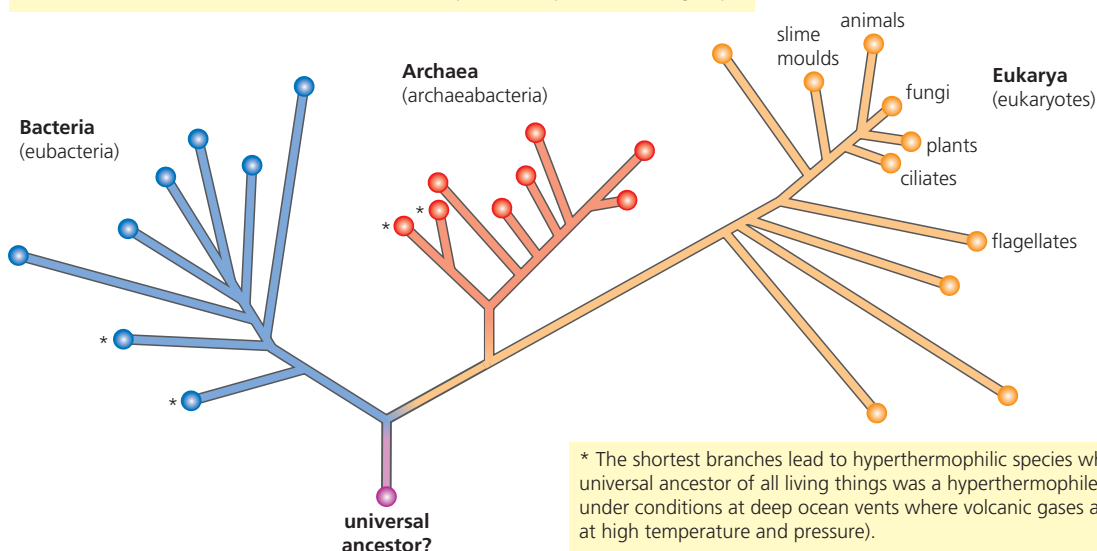 animals
slime
moulds
Archaea
(archaeabacteria)
Eukarya
(eukaryotes)
fungi
Bacteria
(eubacteria)
plants
ciliates
*
*
flagellates
*
*
* The shortest branches lead to hyperthermophilic species
universal ancestor of all living things was a hyperthermophile
under conditions at deep ocean vents where volcanic gases
at high temperature and pressure).
universal
ancestor?